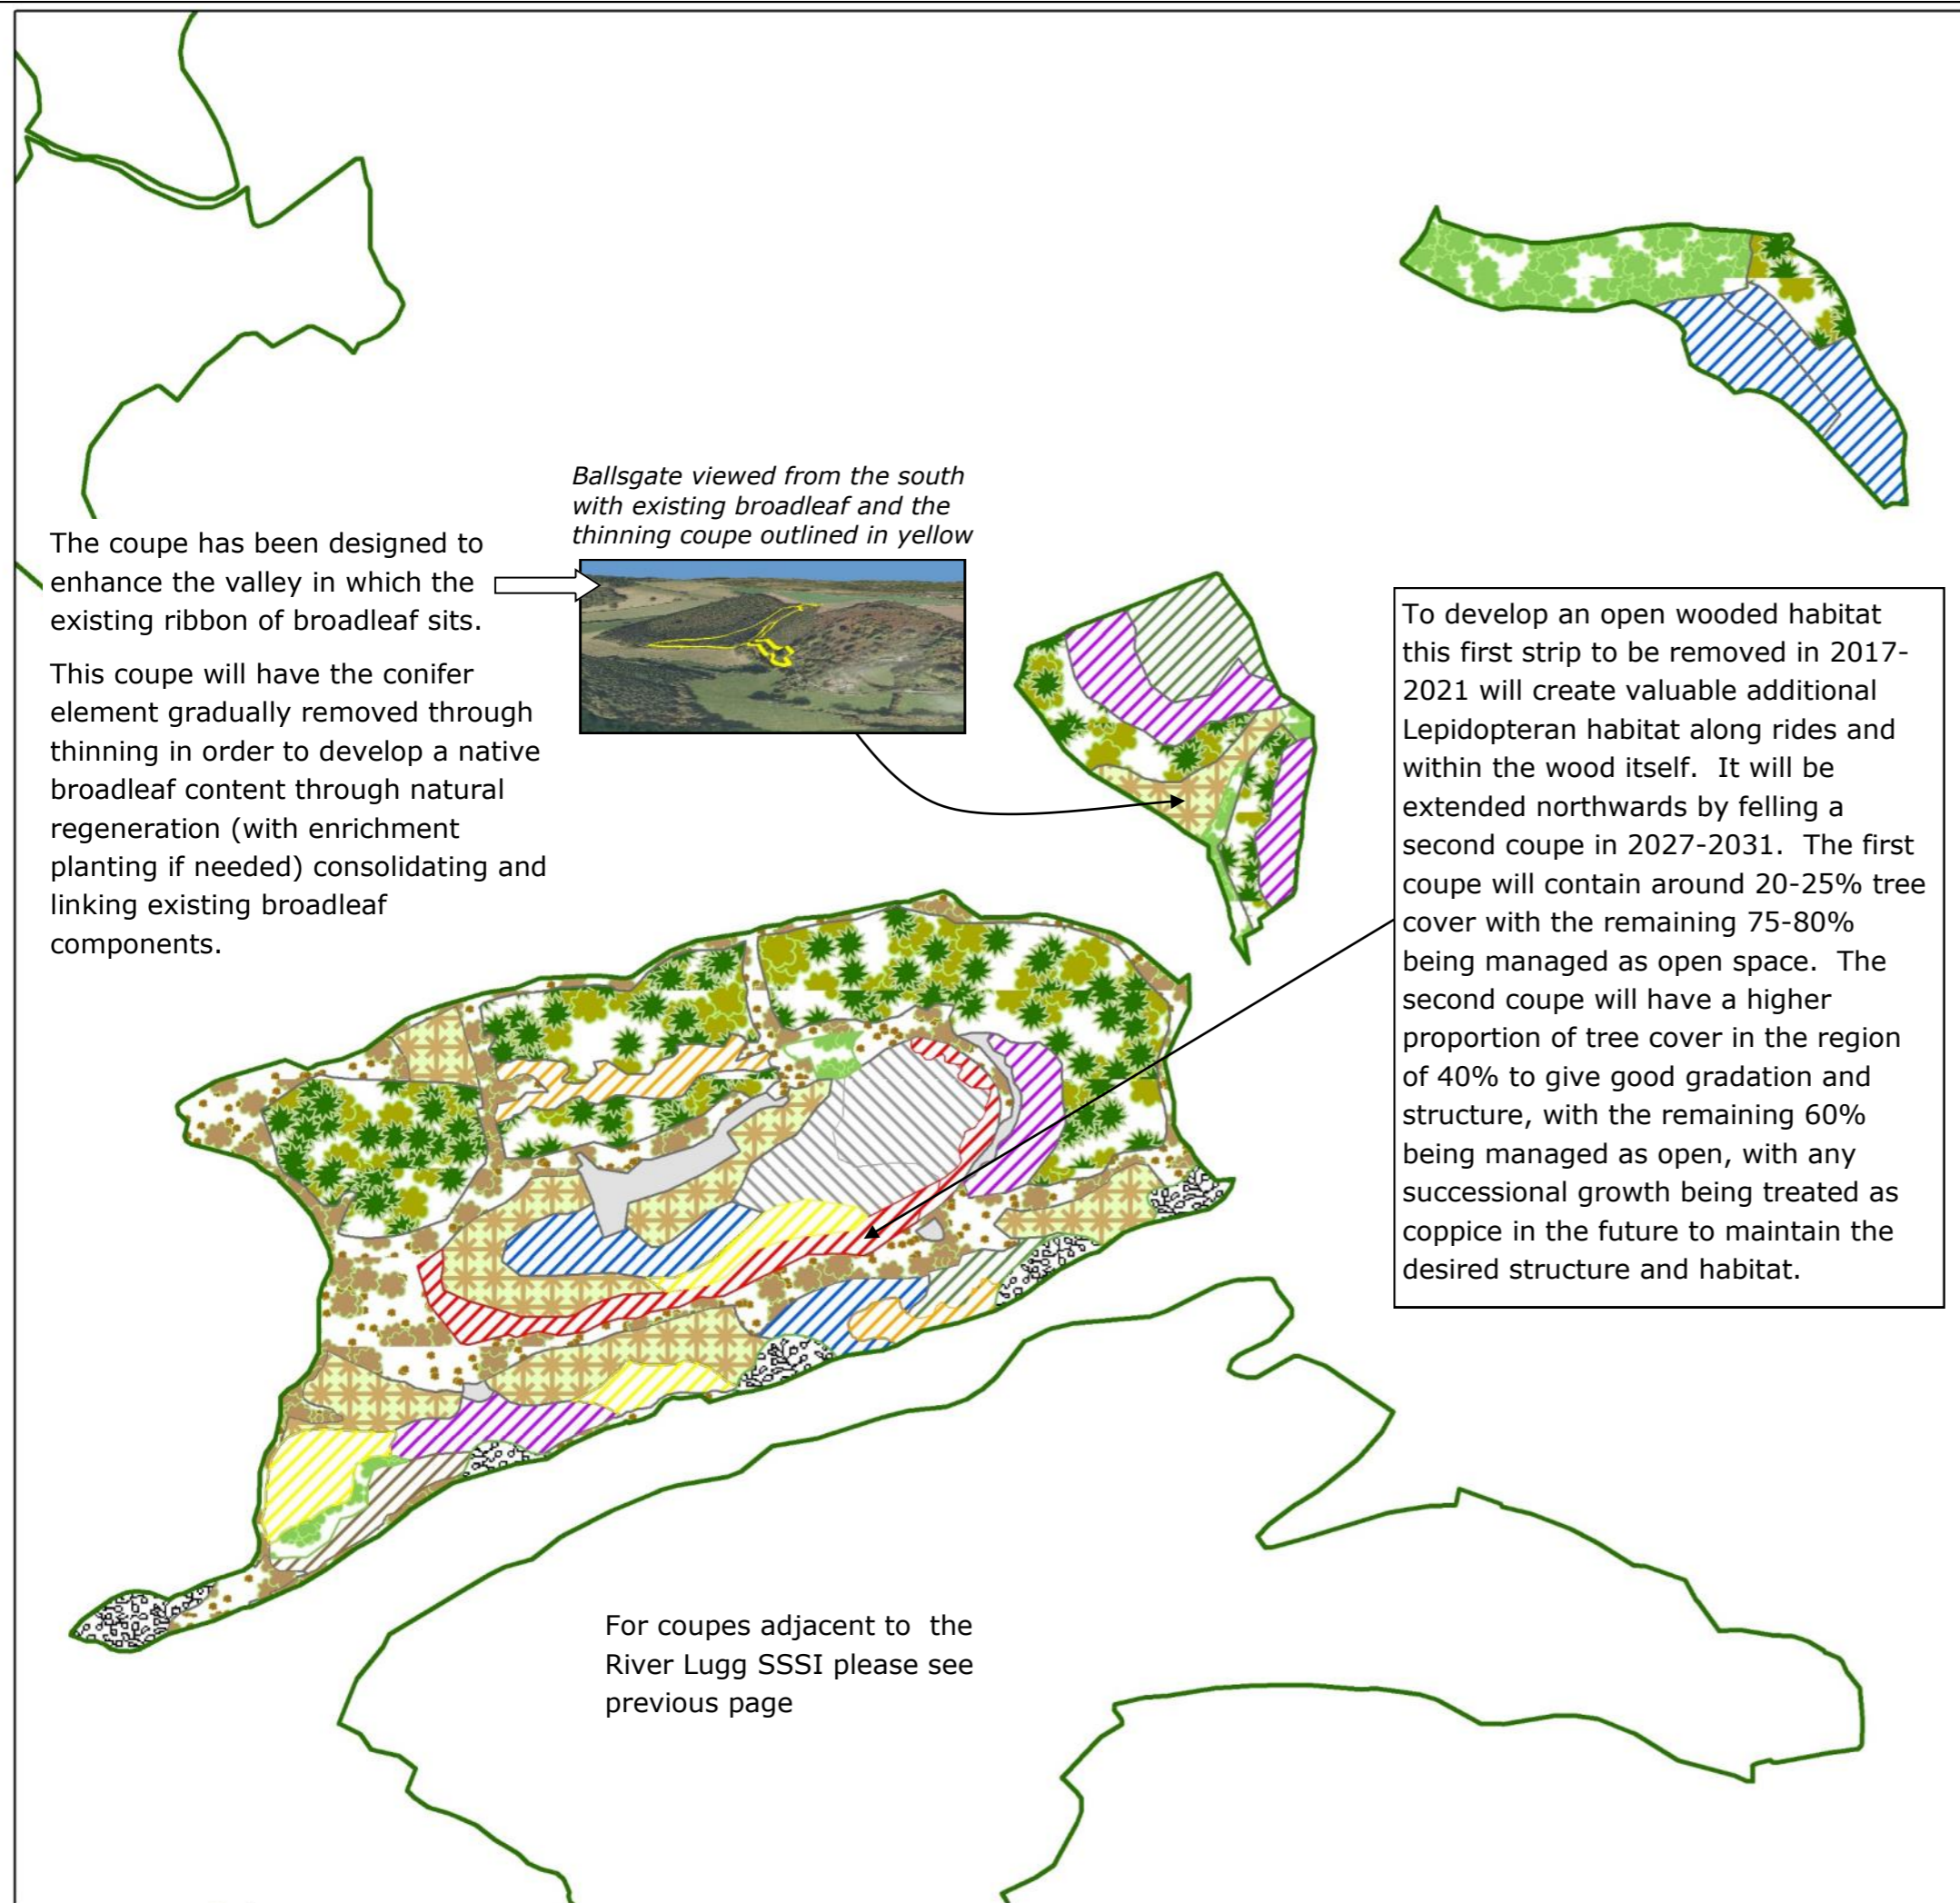 Ballsgate viewed from the south
with existing broadleaf and the
thinning coupe outlined in yellow
The coupe has been designed to
enhance the valley in which the
existing ribbon of broadleaf sits.
This coupe will have the conifer
element gradually removed through
thinning in order to develop a native
broadleaf content through natural
regeneration (with enrichment
planting if needed) consolidating and
linking existing broadleaf
components.
To develop an open wooded habitat
this first strip to be removed in 2017-
2021 will create valuable additional
Lepidopteran habitat along rides and
within the wood itself.  It will be
extended northwards by felling a
second coupe in 2027-2031.  The first
coupe will contain around 20-25% tree
cover with the remaining 75-80%
being managed as open space.  The
second coupe will have a higher
proportion of tree cover in the region
of 40% to give good gradation and
structure, with the remaining 60%
being managed as open, with any
successional growth being treated as
coppice in the future to maintain the
desired structure and habitat.
For coupes adjacent to  the
River Lugg SSSI please see
previous page